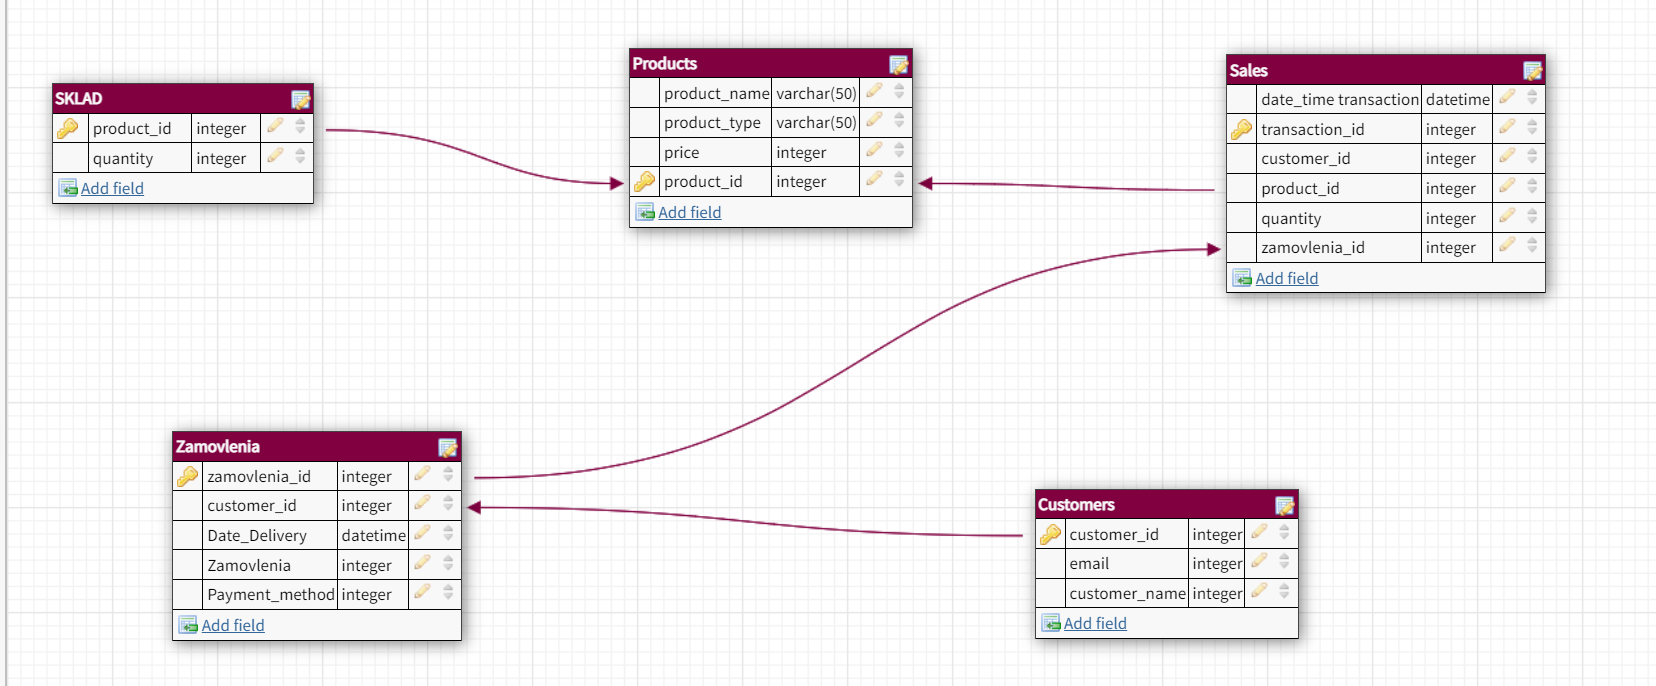 SKLAD
product_id integer
quantity integer
Add field
Products
product_name varchar(50)
product_type varchar(50)
price integer
product_id integer
Add field
Sales
date_time transaction datetime
transaction_id integer
customer_id integer
product_id integer
quantity integer
zamovlenia_id integer
Add field
Zamovlenia
zamovlenia_id integer
customer_id integer
Date_Delivery datetime
Zamovlenia integer
Payment_method integer
Add field
Customers
customer_id integer
email integer
customer_name integer
Add field